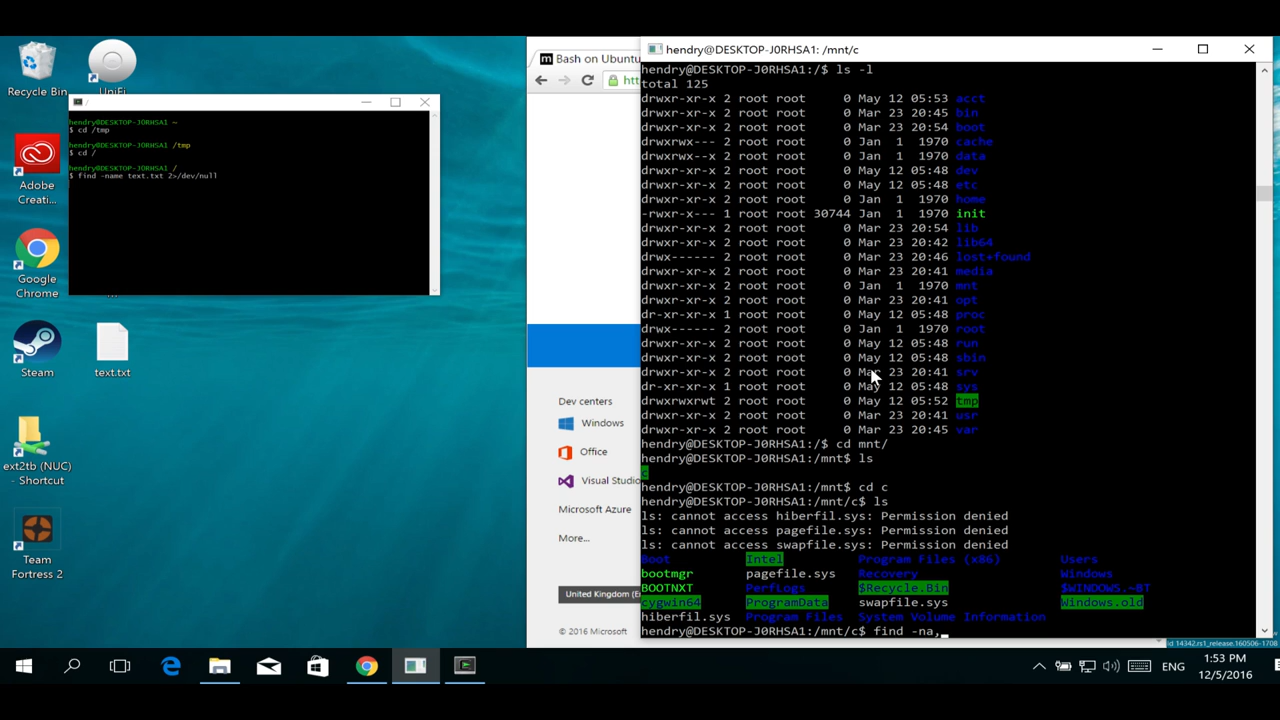 Recycle Bin
UniFi
Adobe
Creati...
Google
Chrome
Steam
text.txt
ext2tb (NUC)
- Shortcut
Team
Fortress 2
/
hendry@DESKTOP-J0RHSA1 ~
$ cd /tmp
hendry@DESKTOP-J0RHSA1 /tmp
$ cd /
hendry@DESKTOP-J0RHSA1 /
$ find -name text.txt 2>/dev/null
Bash on Ubuntu
htt
Dev centers
Windows
Office
Visual Studio
Microsoft Azure
More...
United Kingdom (E
© 2016 Microsoft
hendry@DESKTOP-J0RHSA1: /mnt/c
hendry@DESKTOP-J0RHSA1:/$ ls -l
total 125
drwxr-xr-x 2 root root 0 May 12 05:53 acct
drwxr-xr-x 2 root root 0 Mar 23 20:45 bin
drwxr-xr-x 2 root root 0 Mar 23 20:54 boot
drwxrwx--- 2 root root 0 Jan 1 1970 cache
drwxrwx--x 2 root root 0 Jan 1 1970 data
drwxr-xr-x 2 root root 0 May 12 05:48 dev
drwxr-xr-x 2 root root 0 May 12 05:48 etc
drwxr-xr-x 2 root root 0 Jan 1 1970 home
-rwxr-x--- 1 root root 30744 Jan 1 1970 init
drwxr-xr-x 2 root root 0 Mar 23 20:54 lib
drwxr-xr-x 2 root root 0 Mar 23 20:42 lib64
drwx------ 2 root root 0 Mar 23 20:46 lost+found
drwxr-xr-x 2 root root 0 Mar 23 20:41 media
drwxr-xr-x 2 root root 0 Jan 1 1970 mnt
drwxr-xr-x 2 root root 0 Mar 23 20:41 opt
dr-xr-xr-x 1 root root 0 May 12 05:48 proc
drwx------ 2 root root 0 Jan 1 1970 root
drwxr-xr-x 2 root root 0 May 12 05:48 run
drwxr-xr-x 2 root root 0 May 12 05:48 sbin
drwxr-xr-x 2 root root 0 Mar 23 20:41 srv
dr-xr-xr-x 1 root root 0 May 12 05:48 sys
drwxrwxrwt 2 root root 0 May 12 05:52 tmp
drwxr-xr-x 2 root root 0 Mar 23 20:41 usr
drwxr-xr-x 2 root root 0 Mar 23 20:45 var
hendry@DESKTOP-J0RHSA1:/$ cd mnt/
hendry@DESKTOP-J0RHSA1:/mnt$ ls
c
hendry@DESKTOP-J0RHSA1:/mnt$ cd c
hendry@DESKTOP-J0RHSA1:/mnt/c$ ls
ls: cannot access hiberfil.sys: Permission denied
ls: cannot access pagefile.sys: Permission denied
ls: cannot access swapfile.sys: Permission denied
Boot Intel Program Files (x86) Users
bootmgr pagefile.sys Recovery Windows
BOOTNXT PerfLogs $Recycle.Bin $WINDOWS.~BT
cygwin64 ProgramData swapfile.sys Windows.old
hiberfil.sys Program Files System Volume Information
hendry@DESKTOP-J0RHSA1:/mnt/c$ find -na,
ild 14342.rs1_release.160506-1708
ENG
1:53 PM
12/5/2016